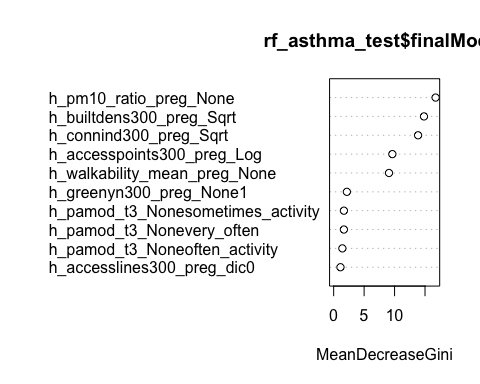 rf_asthma_test$finalMod
h_pm10_ratio_preg_None
h_builtdens300_preg_Sqrt
h_connind300_preg_Sqrt
h_accesspoints300_preg_Log
h_walkability_mean_preg_None
h_greenyn300_preg_None1
h_pamod_t3_Nonesometimes_activity
h_pamod_t3_Nonevery_often
h_pamod_t3_Noneoften_activity
h_accesslines300_preg_dic0
0 5 10
MeanDecreaseGini